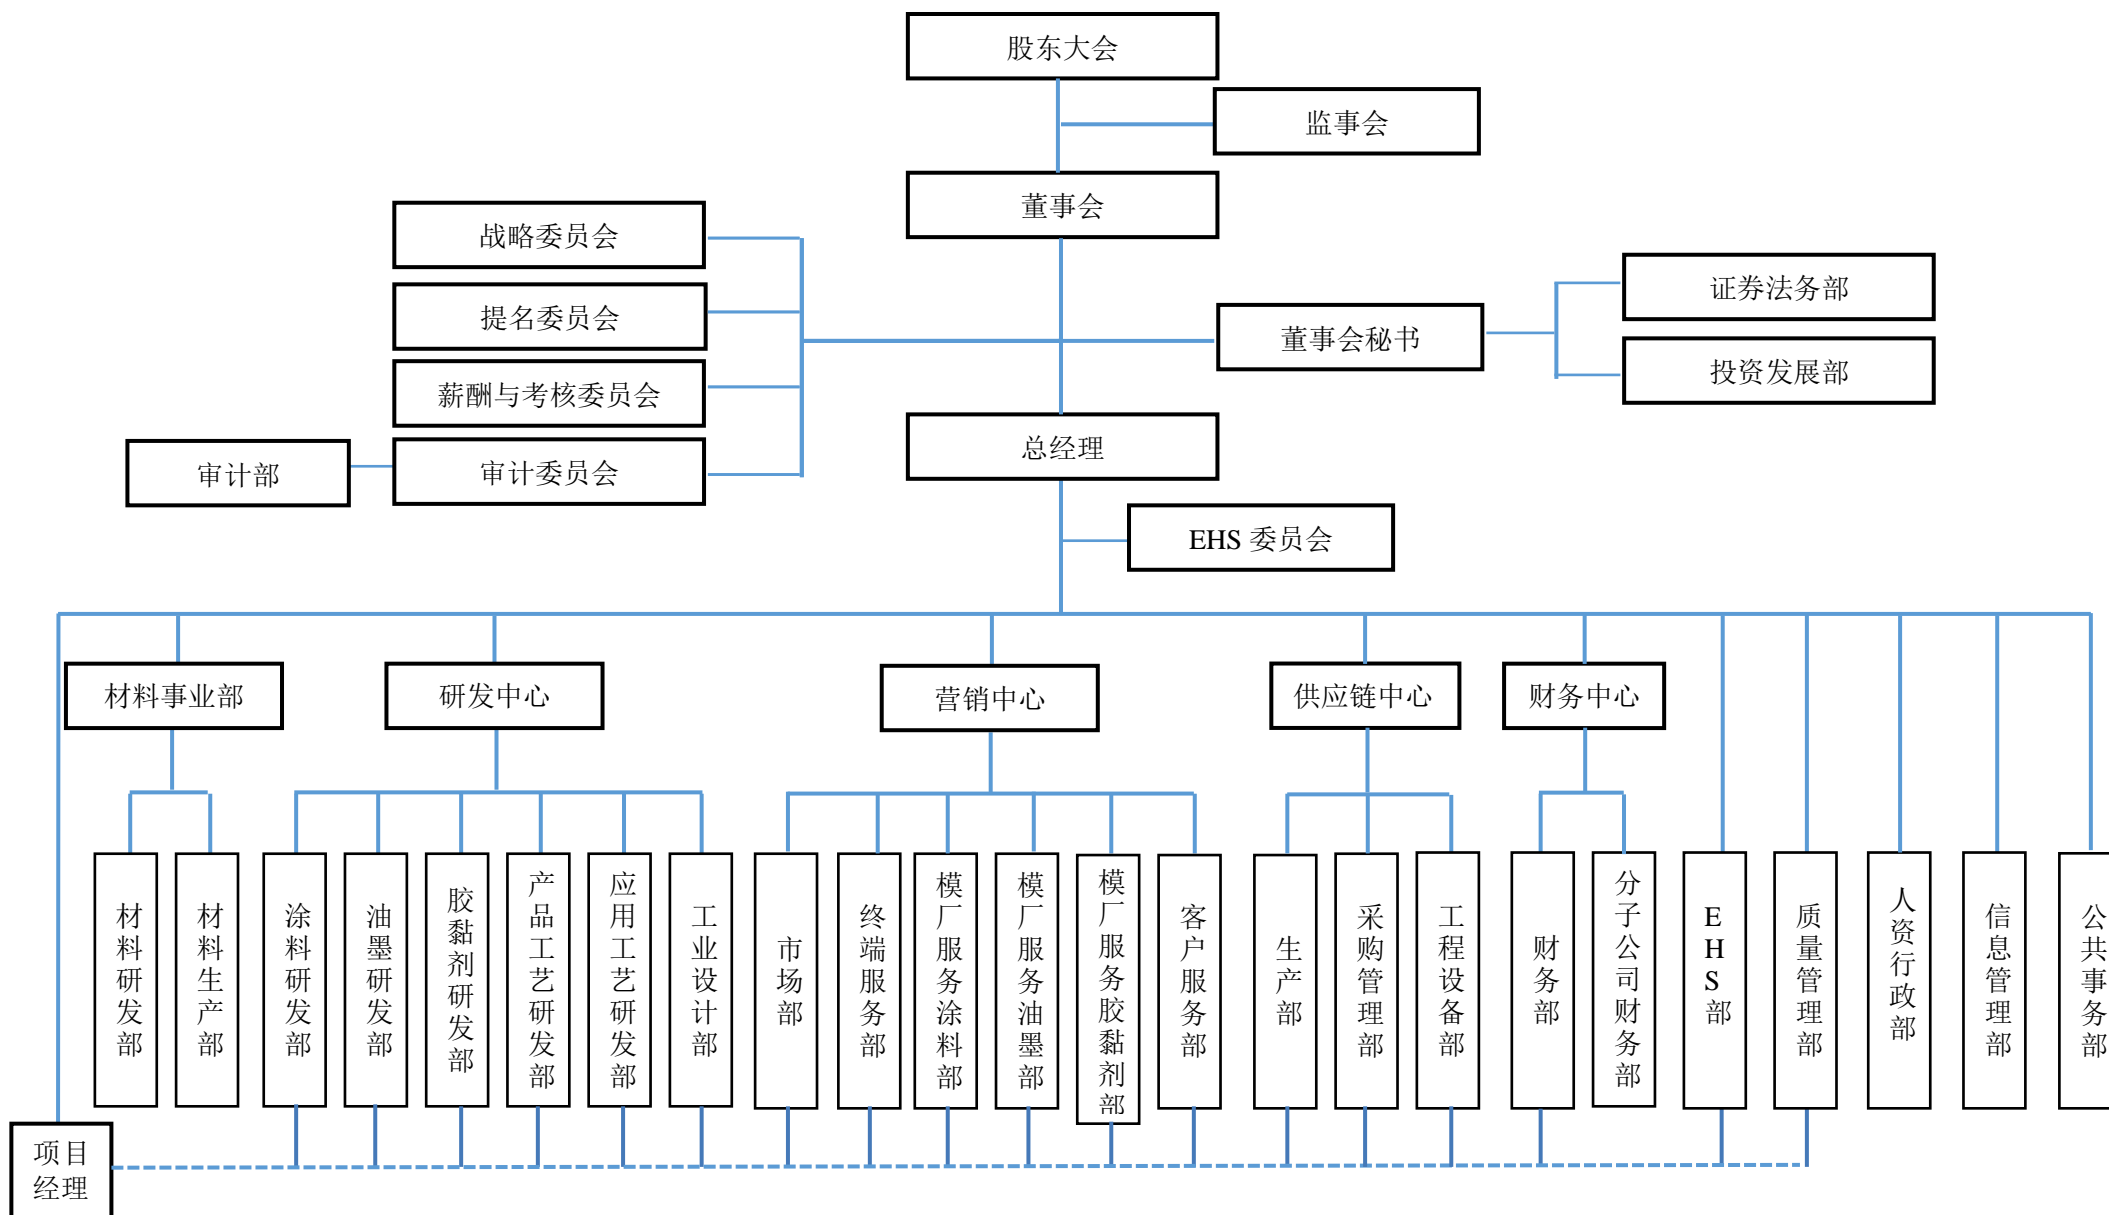 股东大会
监事会
董事会
战略委员会
提名委员会
薪酬与考核委员会
审计委员会
审计部
董事会秘书
证券法务部
投资发展部
总经理
EHS 委员会
材料事业部
研发中心
营销中心
供应链中心
财务中心
材料研发部
材料生产部
涂料研发部
油墨研发部
胶黏剂研发部
产品工艺研发部
应用工艺研发部
工业设计部
市场部
终端服务部
模厂服务涂料部
模厂服务油墨部
模厂服务胶黏剂部
客户服务部
生产部
采购管理部
工程设备部
财务部
分子公司财务部
EHS部
质量管理部
人资行政部
信息管理部
公共事务部
项目
经理